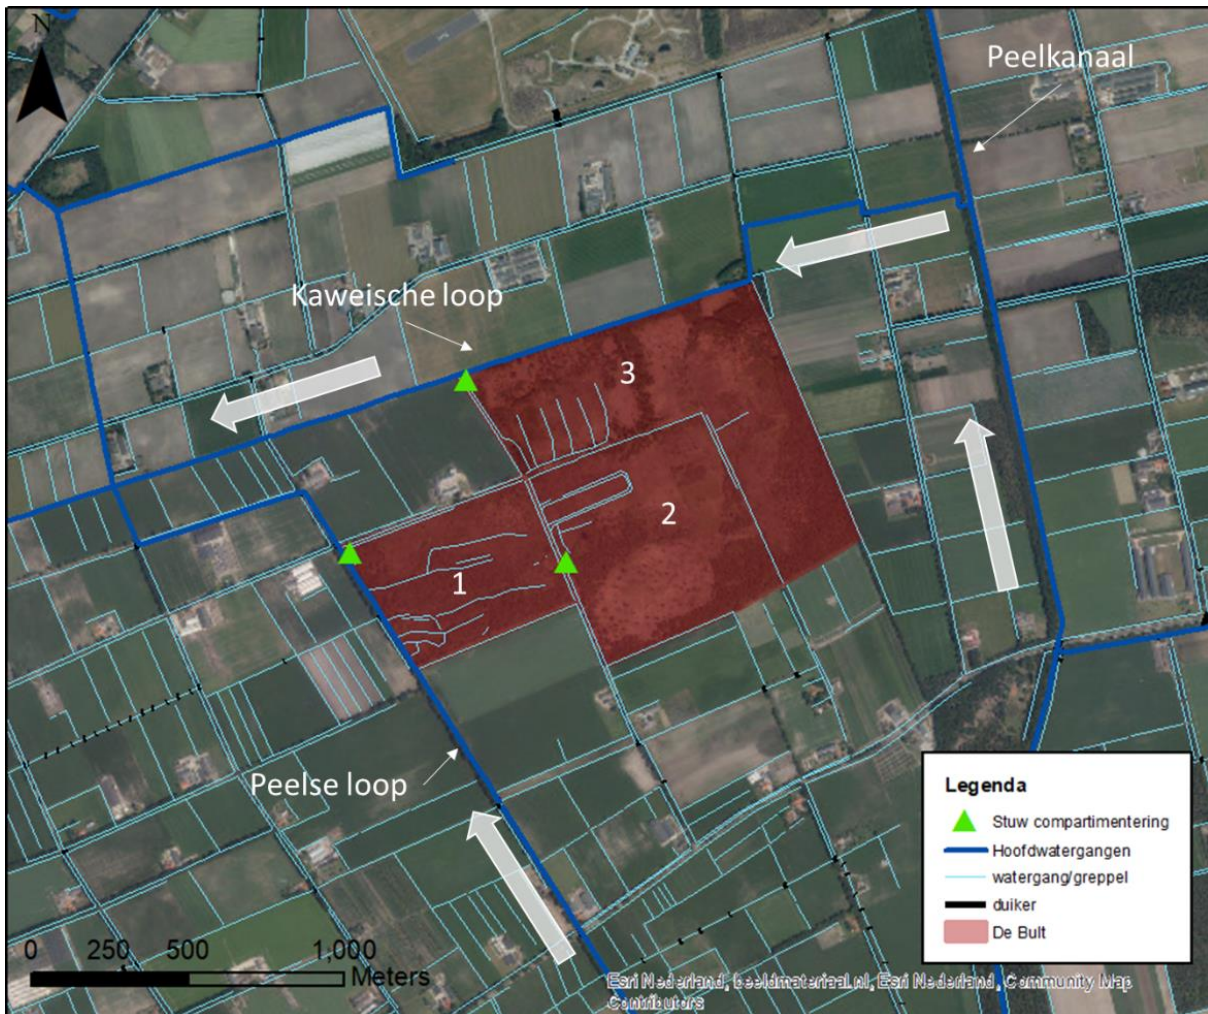 N
Peelkanaal
Kaweische loop
3
2
1
Peelse loop
Legenda
Stuw compartimentering
Hoofdwatergangen
watergang/greppel
duiker
De Bult
0 250 500 1,000
Meters
Esri Nederland, beeldmateriaal.nl, Esri Nederland, Community Map
Contributors